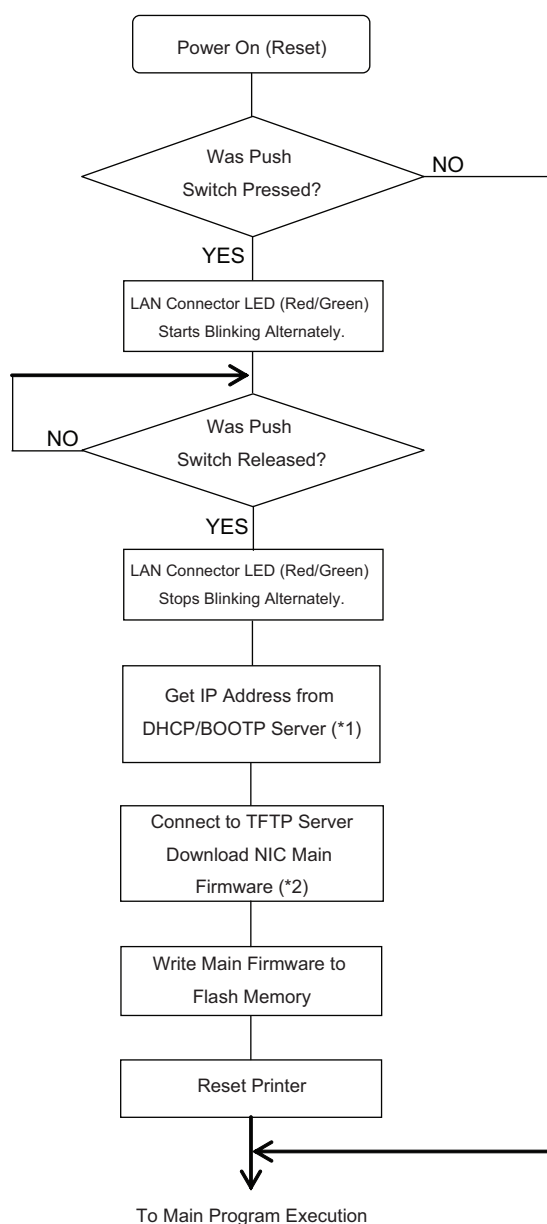 Power On (Reset)
Was Push
Switch Pressed?
NO
YES
LAN Connector LED (Red/Green)
Starts Blinking Alternately.
Was Push
Switch Released?
NO
YES
LAN Connector LED (Red/Green)
Stops Blinking Alternately.
Get IP Address from
DHCP/BOOTP Server (*1)
Connect to TFTP Server
Download NIC Main
Firmware (*2)
Write Main Firmware to
Flash Memory
Reset Printer
To Main Program Execution